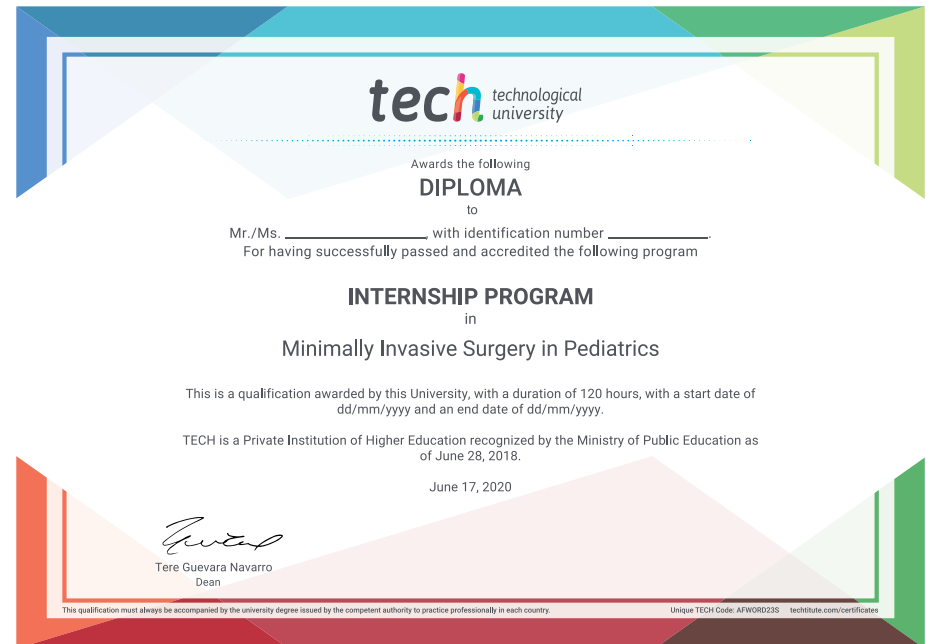 tech technological
university
Awards the following
DIPLOMA
to
Mr./Ms. ____________________, with identification number ______________.
For having successfully passed and accredited the following program
INTERNSHIP PROGRAM
in
Minimally Invasive Surgery in Pediatrics
This is a qualification awarded by this University, with a duration of 120 hours, with a start date of
dd/mm/yyyy and an end date of dd/mm/yyyy.
TECH is a Private Institution of Higher Education recognized by the Ministry of Public Education as
of June 28, 2018.
June 17, 2020
Tere Guevara Navarro
Dean
This qualification must always be accompanied by the university degree issued by the competent authority to practice professionally in each country.
Unique TECH Code: AFWORD23S techtitute.com/certificates